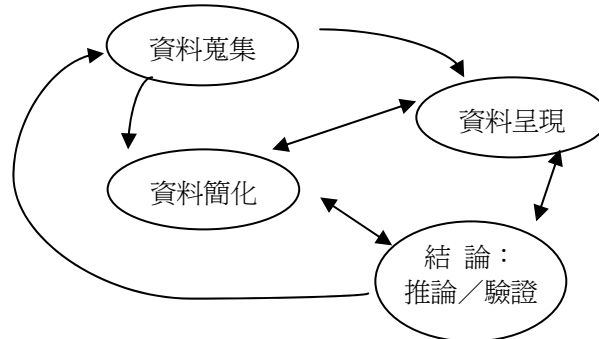 資料蒐集
資料呈現
資料簡化
結 論：
推論／驗證